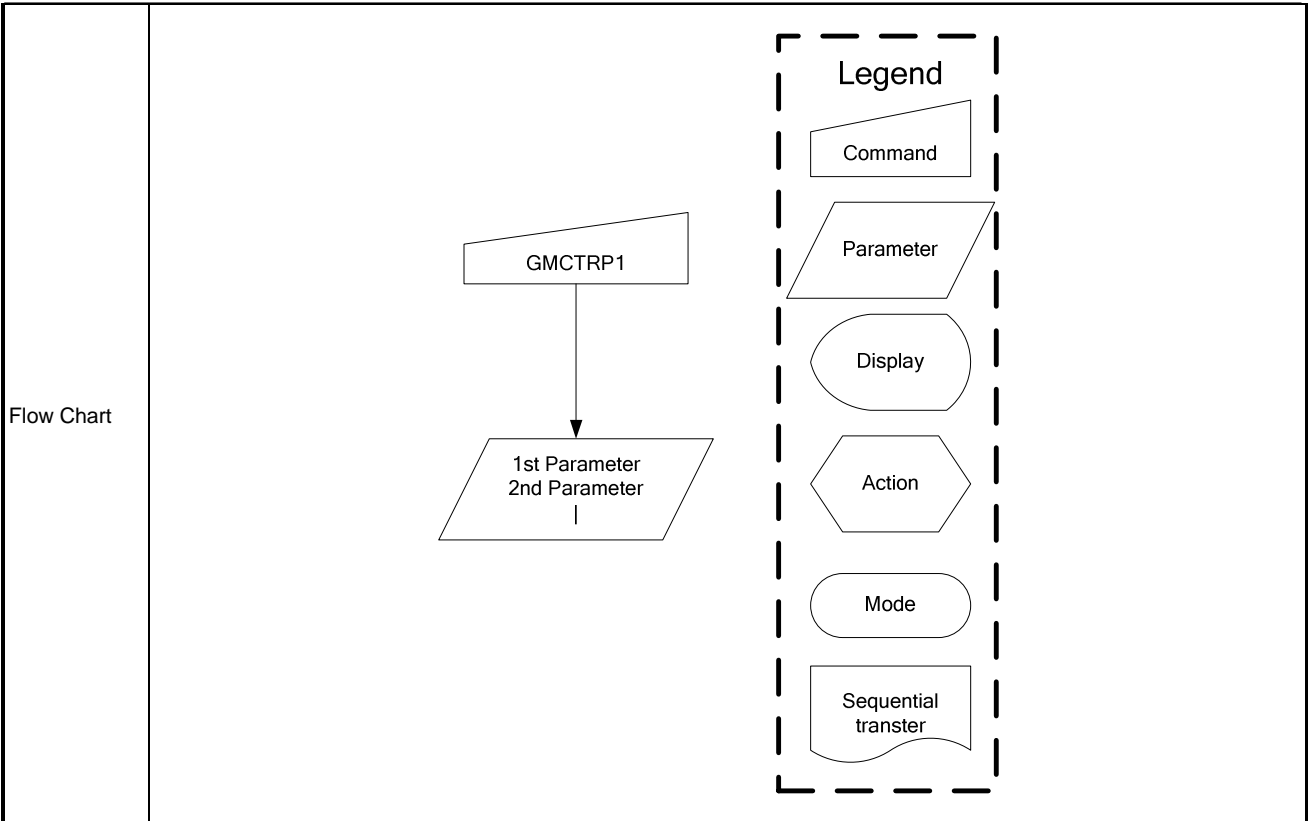 Flow Chart
GMCTRP1
1st Parameter
2nd Parameter
|
Legend
Command
Parameter
Display
Action
Mode
Sequential
transter